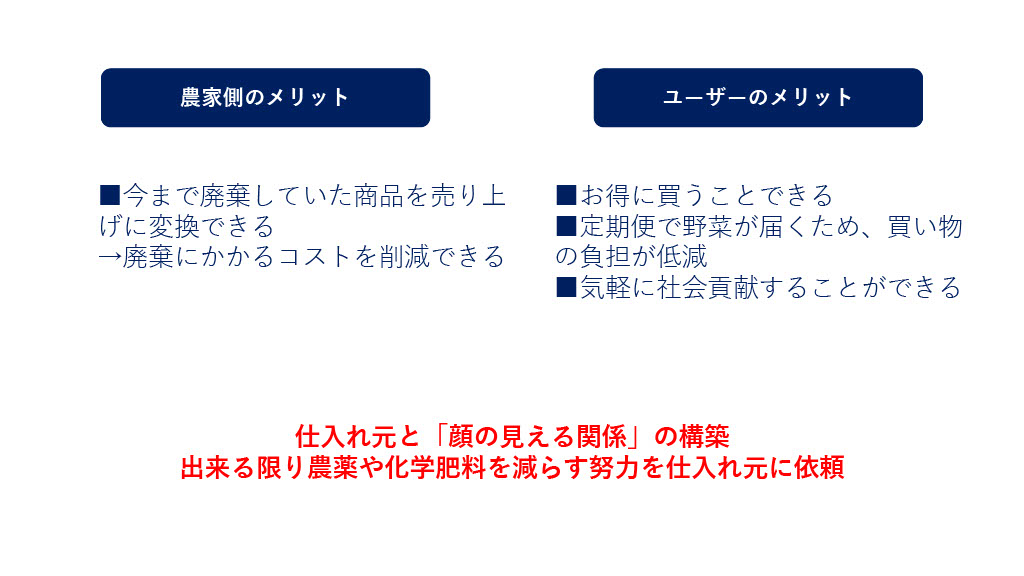 農家側のメリット
ユーザーのメリット
■今まで廃棄していた商品を売り上
げに変換できる
→廃棄にかかるコストを削減できる
■お得に買うことできる
■定期便で野菜が届くため、買い物
の負担が低減
■気軽に社会貢献することができる
仕入れ元と「顔の見える関係」の構築
出来る限り農薬や化学肥料を減らす努力を仕入れ元に依頼